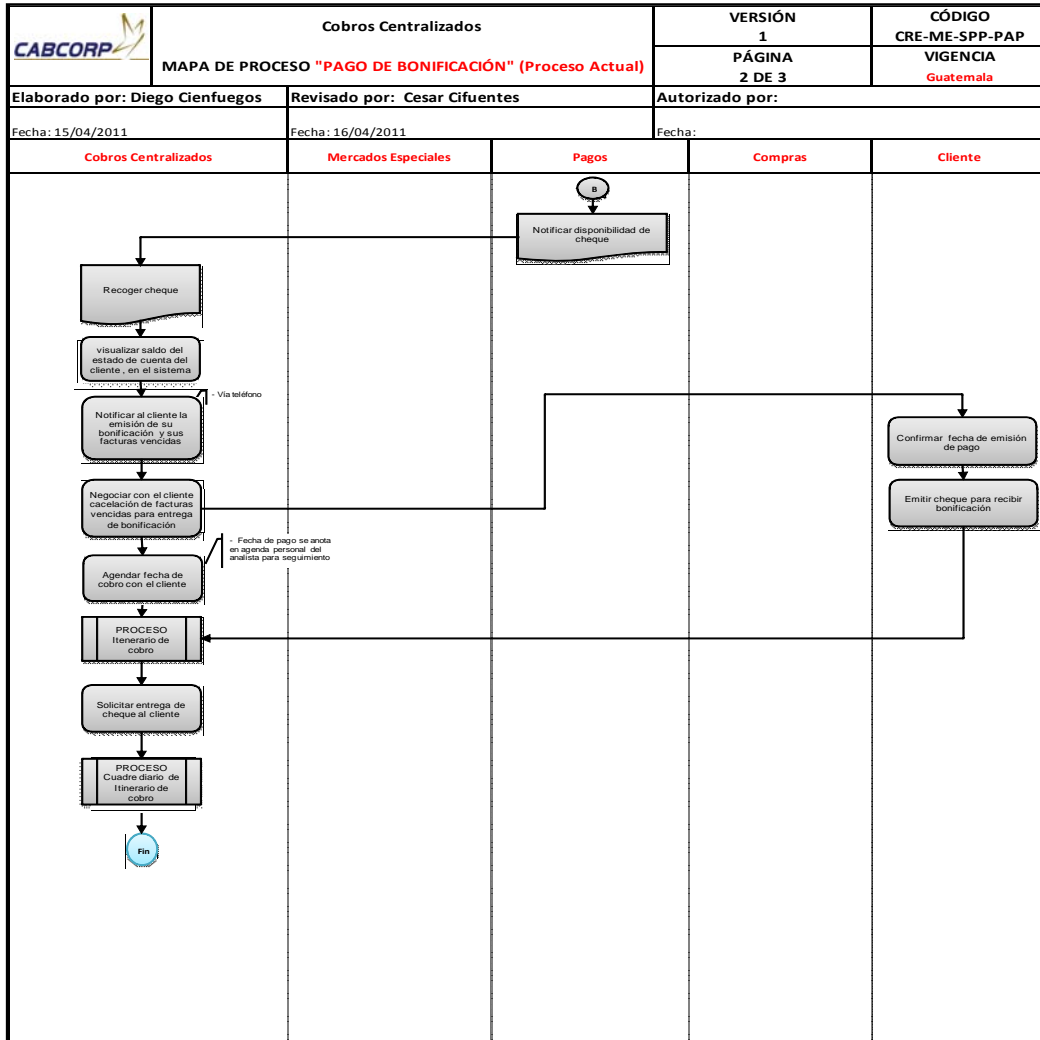 CABCORP
Cobros Centralizados
MAPA DE PROCESO "PAGO DE BONIFICACIÓN" (Proceso Actual)
VERSIÓN
1
CÓDIGO
CRE-ME-SPP-PAP
PÁGINA
2 DE 3
VIGENCIA
Guatemala
Elaborado por: Diego Cienfuegos
Revisado por: Cesar Cifuentes
Autorizado por:
Fecha: 15/04/2011
Fecha: 16/04/2011
Fecha:
Cobros Centralizados
Mercados Especiales
Pagos
Compras
Cliente
B
Notificar disponibilidad de
cheque
Recoger cheque
visualizar saldo del
estado de cuenta del
cliente , en el sistema
- Vía teléfono
Notificar al cliente la
emisión de su
bonificación y sus
facturas vencidas
Confirmar fecha de emisión
de pago
Negociar con el cliente
cacelación de facturas
vencidas para entrega
de bonificación
Emitir cheque para recibir
bonificación
- Fecha de pago se anota
en agenda personal del
analista para seguimiento
Agendar fecha de
cobro con el cliente
PROCESO
Itenerario de
cobro
Solicitar entrega de
cheque al cliente
PROCESO
Cuadre diario de
Itinerario de
cobro
Fin